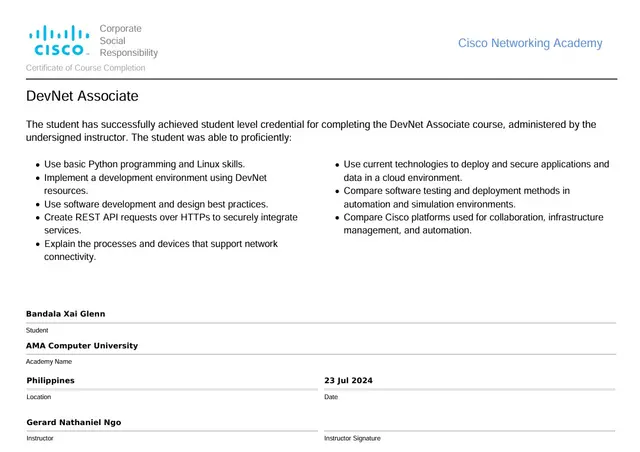 Corporate
Social
Responsibility
CISCO
Cisco Networking Academy
Certificate of Course Completion
DevNet Associate
The student has successfully achieved student level credential for completing the DevNet Associate course, administered by the
undersigned instructor. The student was able to proficiently:
• Use basic Python programming and Linux skills.
• Implement a development environment using DevNet
resources.
• Use software development and design best practices.
• Create REST API requests over HTTPs to securely integrate
services.
• Explain the processes and devices that support network
connectivity.
• Use current technologies to deploy and secure applications and
data in a cloud environment.
• Compare software testing and deployment methods in
automation and simulation environments.
• Compare Cisco platforms used for collaboration, infrastructure
management, and automation.
Bandala Xai Glenn
Student
AMA Computer University
Academy Name
Philippines
Location
23 Jul 2024
Date
Gerard Nathaniel Ngo
Instructor
Instructor Signature